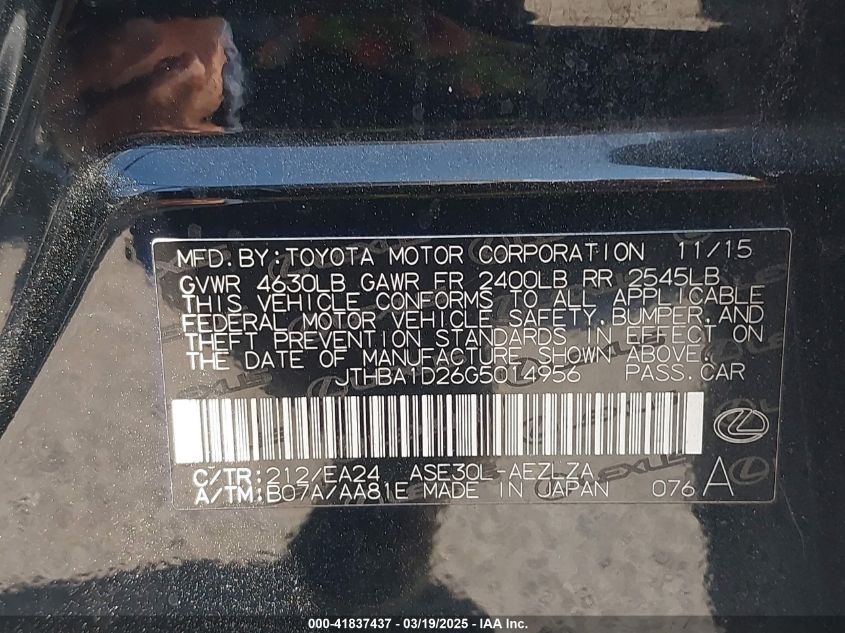 MFD.BY:TOYOTA MOTOR CORPORATION 11/15
GVWR 4630LB GAWR FR 2400LB RR 2545LB
THIS VEHICLE CONFORMS TO ALL APPLICABLE
FEDERAL MOTOR VEHICLE SAFETY,BUMPER,AND
THEFT PREVENTION STANDARDS IN EFFECT ON
THE DATE OF MANUFACTURE SHOWN ABOVE.
JTHBA1D26G5014956 PASS.CAR
C/TR:212/EA24 ASE30L-AEZLZA
A/TM:B07A/AA81E MADE IN JAPAN 076 A
000-41837437 - 03/19/2025 - IAA Inc.